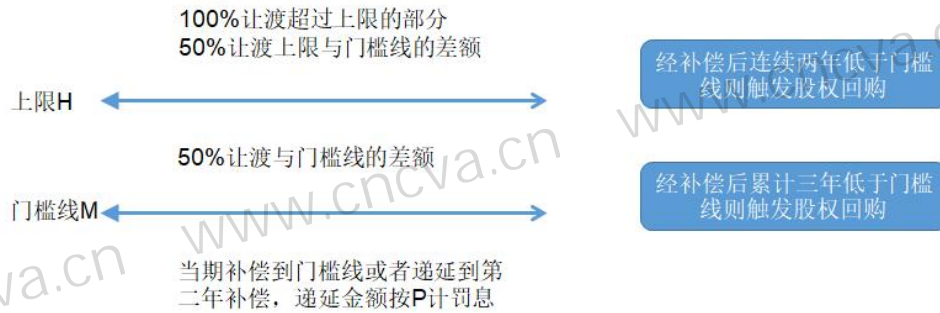 100%让渡超过上限的部分
50%让渡上限与门槛线的差额
经补偿后连续两年低于门槛
线则触发股权回购
上限H
50%让渡与门槛线的差额
经补偿后累计三年低于门槛
线则触发股权回购
门槛线M
当期补偿到门槛线或者递延到第
二年补偿，递延金额按P计罚息
www.cncva.cn
www.cncva.cn
va.cn